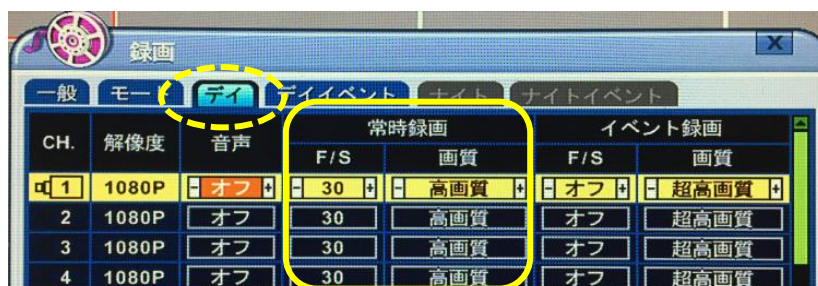 録画 X
一般 モード デイ デイイベント ナイト ナイトイベント
CH. 解像度 音声 常時録画 イベント録画
F/S 画質 F/S 画質
1 1080P - オフ + - 30 + - 高画質 + - オフ + - 超高画質 +
2 1080P オフ 30 高画質 オフ 超高画質
3 1080P オフ 30 高画質 オフ 超高画質
4 1080P オフ 30 高画質 オフ 超高画質